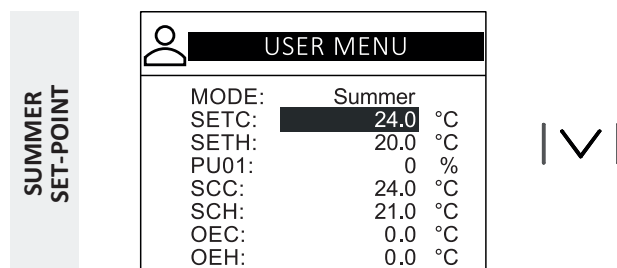 SUMMER
SET-POINT
USER MENU
MODE: Summer
SETC: 24.0 °C
SETH: 20.0 °C
PU01: 0 %
SCC: 24.0 °C
SCH: 21.0 °C
OEC: 0.0 °C
OEH: 0.0 °C